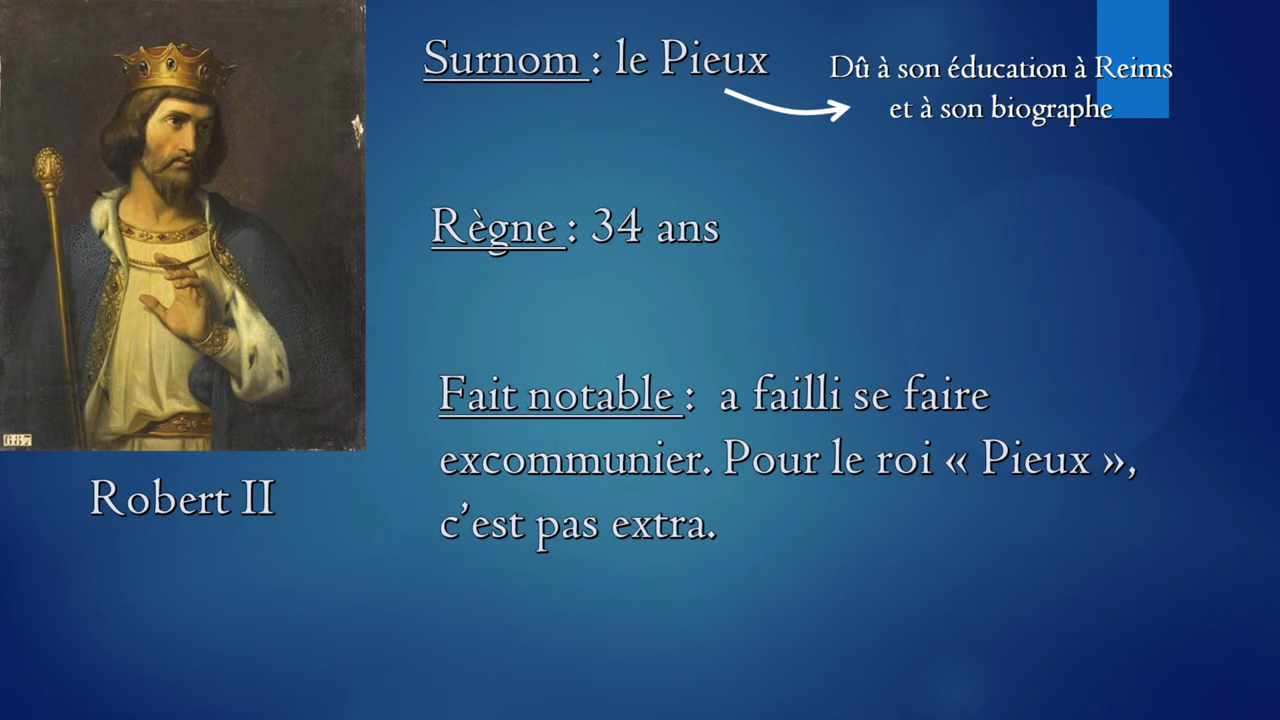 Surnom : le Pieux
Dû à son éducation à Reims
et à son biographe
Règne : 34 ans
Fait notable :  a failli se faire
excommunier. Pour le roi « Pieux »,
c’est pas extra.
687
Robert II